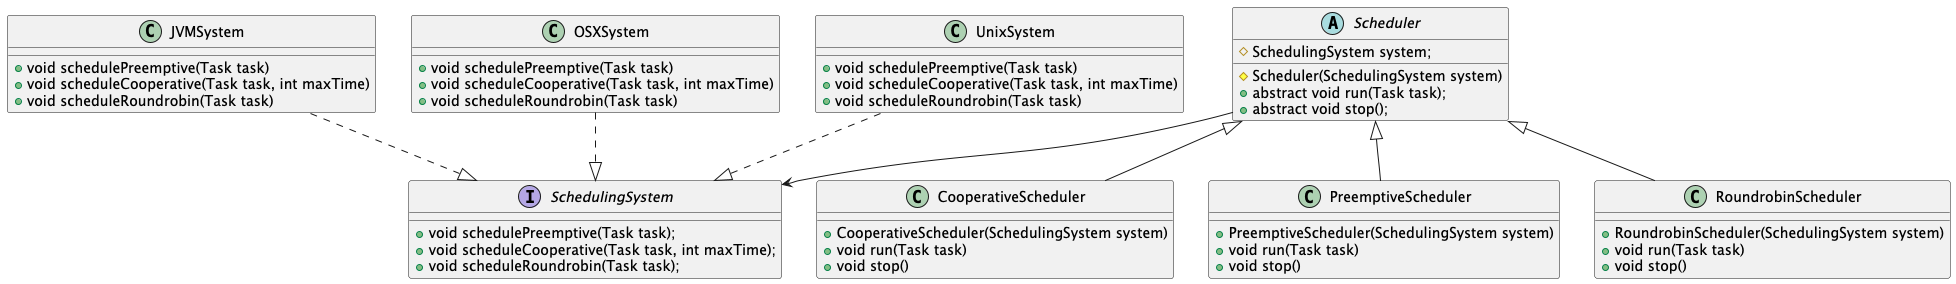 C JVMSystem
+ void schedulePreemptive(Task task)
void scheduleCooperative(Task task, int maxTime)
void scheduleRoundrobin(Task task)
C OSXSystem
void schedulePreemptive(Task task)
void scheduleCooperative(Task task, int maxTime)
void scheduleRoundrobin(Task task)
C UnixSystem
void schedulePreemptive(Task task)
void scheduleCooperative(Task task, int maxTime)
void scheduleRoundrobin(Task task)
A Scheduler
SchedulingSystem system;
Scheduler(SchedulingSystem system)
abstract void run(Task task);
abstract void stop();
I SchedulingSystem
void schedulePreemptive(Task task);
void scheduleCooperative(Task task, int maxTime);
void scheduleRoundrobin(Task task);
C CooperativeScheduler
CooperativeScheduler(SchedulingSystem system)
void run(Task task)
void stop()
C PreemptiveScheduler
PreemptiveScheduler(SchedulingSystem system)
void run(Task task)
void stop()
C RoundrobinScheduler
RoundrobinScheduler(SchedulingSystem system)
void run(Task task)
void stop()